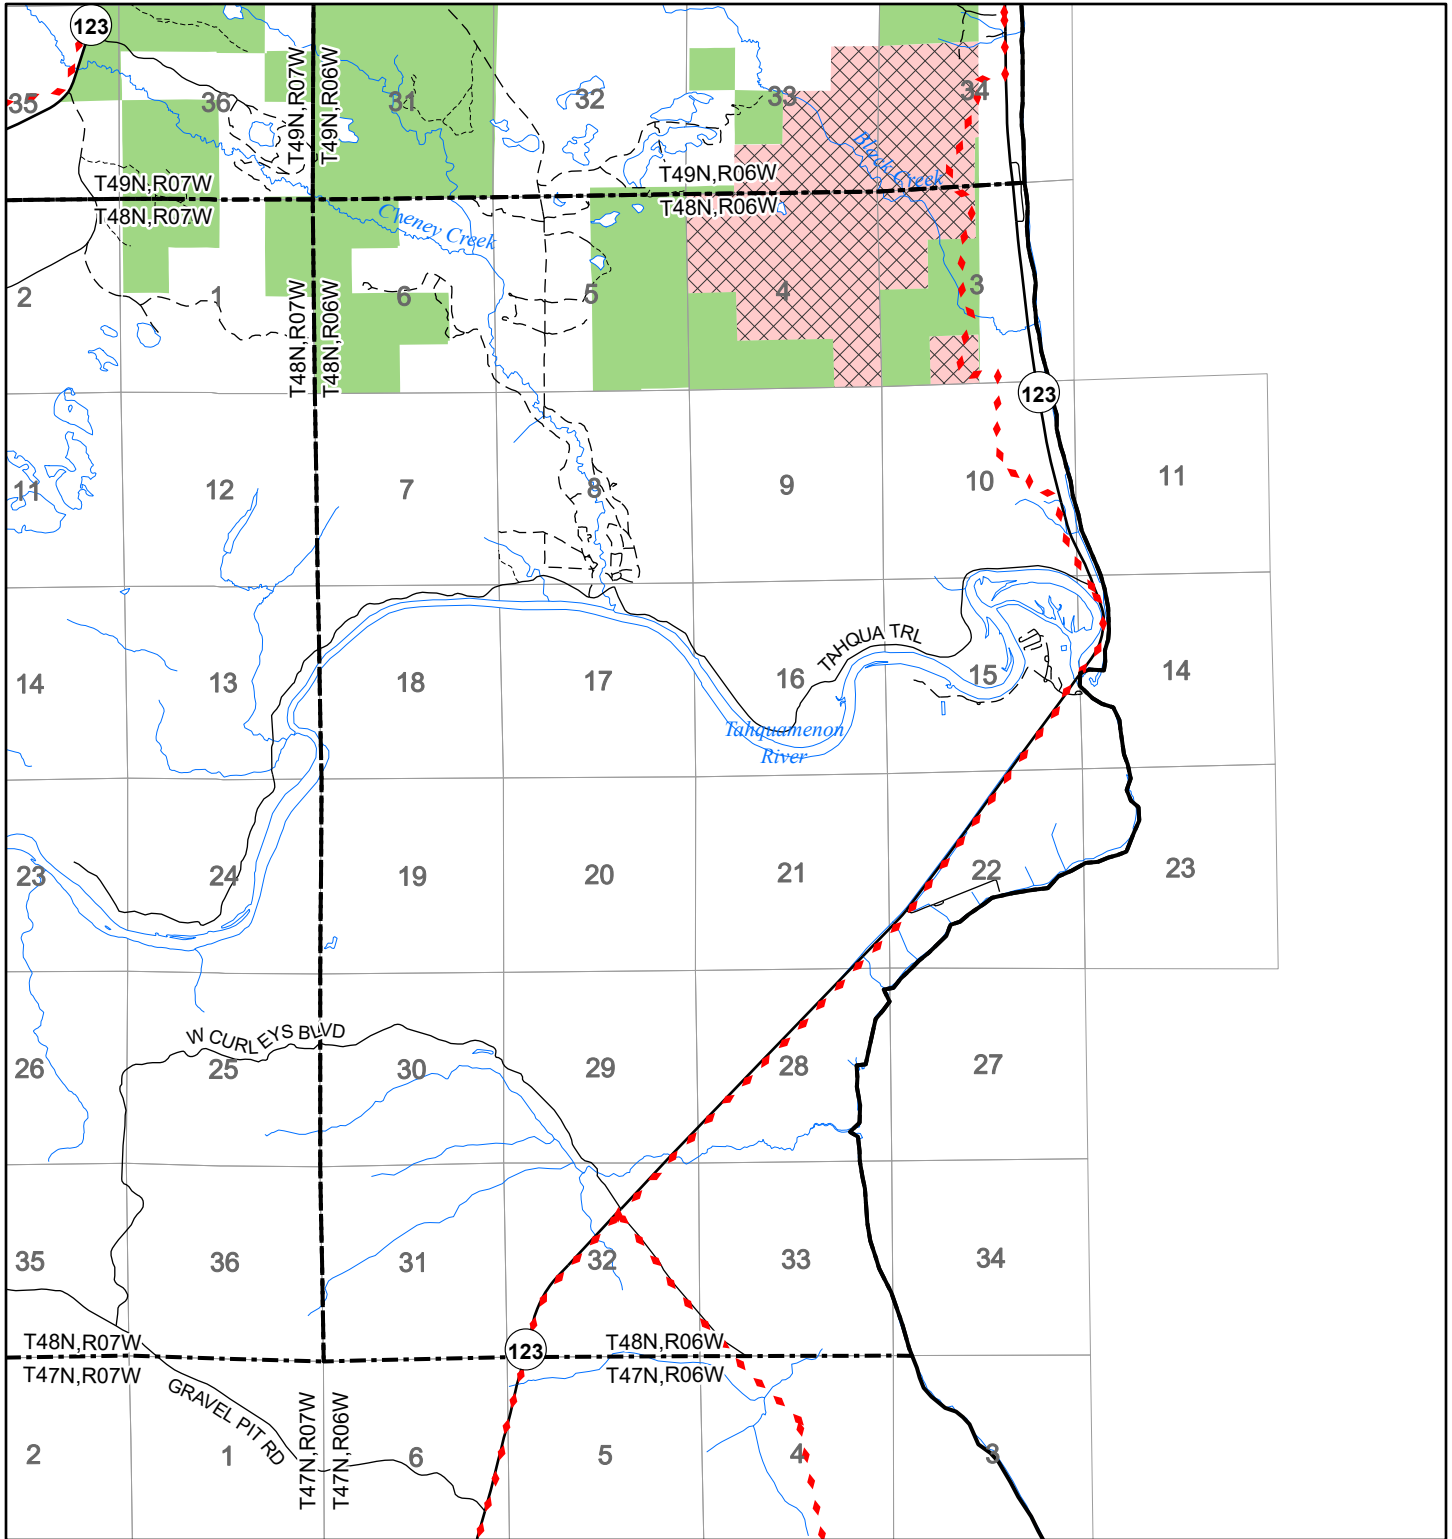 123
35
36
T49N,R07W
T49N,R06W
31
32
33
34
Black Creek
T49N,R07W
T48N,R07W
T49N,R06W
T48N,R06W
Cheney Creek
2
1
T48N,R07W
T48N,R06W
6
5
4
3
123
11
12
7
8
9
10
11
TAHQUA TRL
14
13
18
17
16
15
14
Tahquamenon
River
23
24
19
20
21
22
23
W CURLEYS BLVD
26
25
30
29
28
27
35
36
31
32
33
34
T48N,R07W
T47N,R07W
123
T48N,R06W
T47N,R06W
GRAVEL PIT RD
T47N,R07W
T47N,R06W
2
1
6
5
4
3